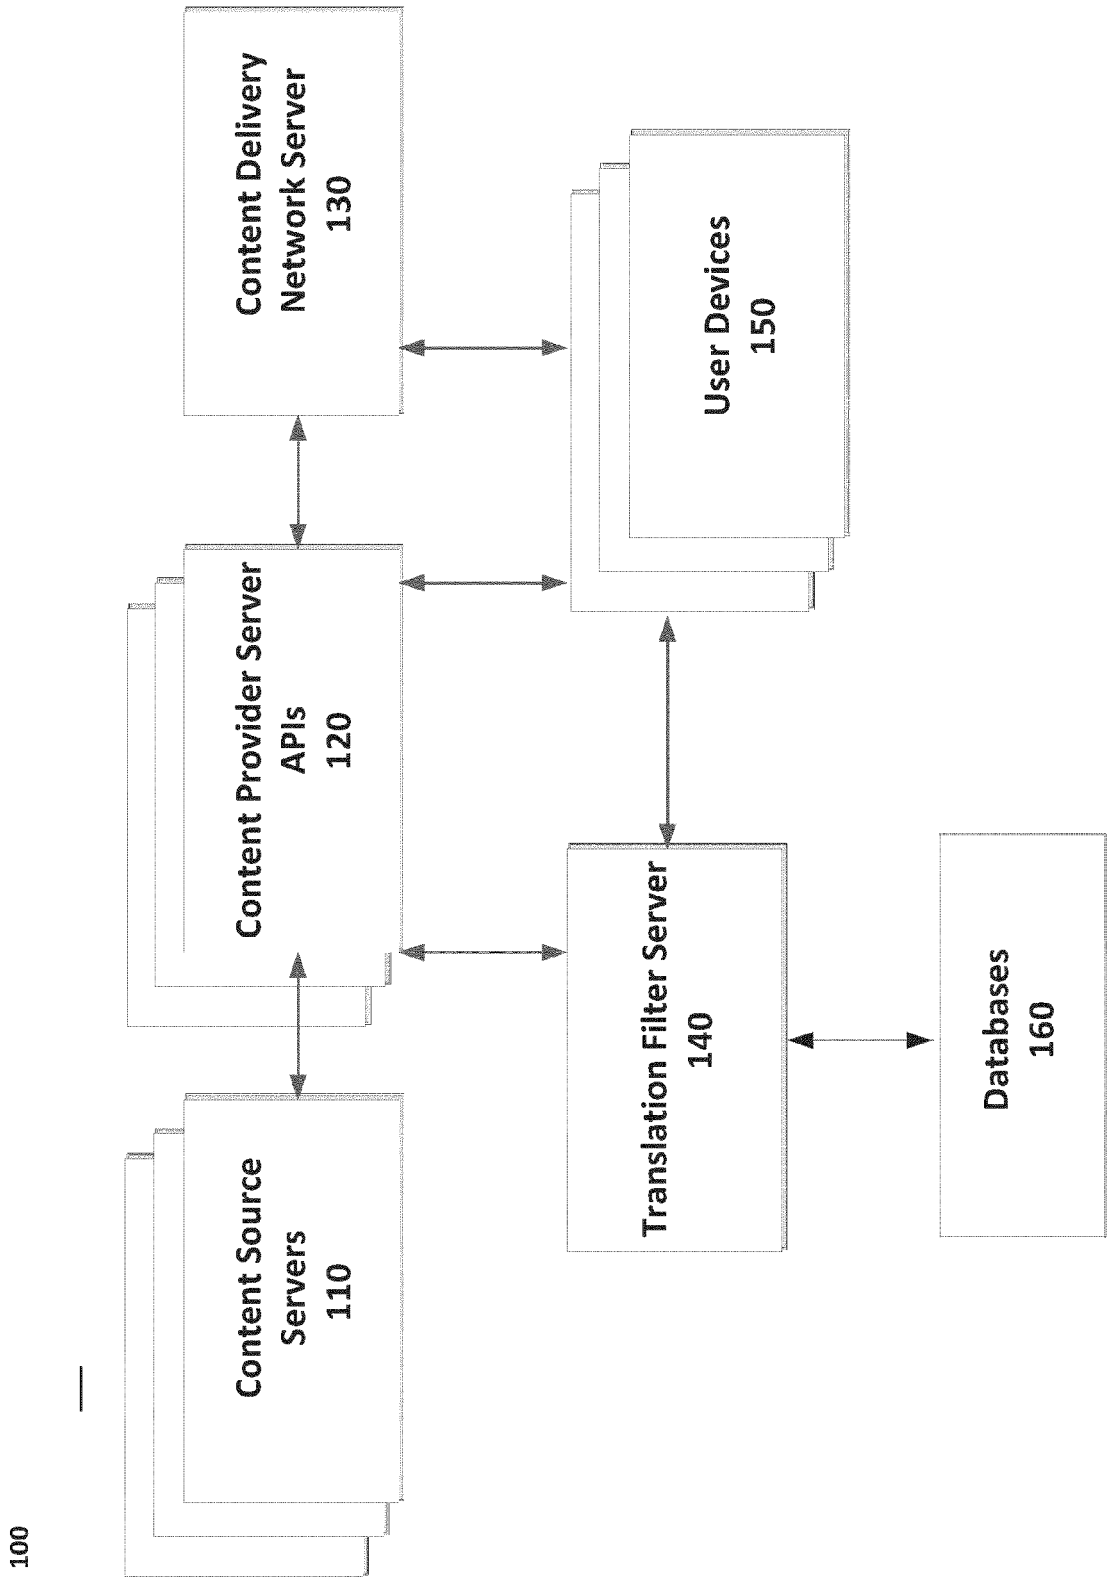 100
Content Source
Servers
110
Content Provider Server
APIs
120
Content Delivery
Network Server
130
Translation Filter Server
140
User Devices
150
Databases
160